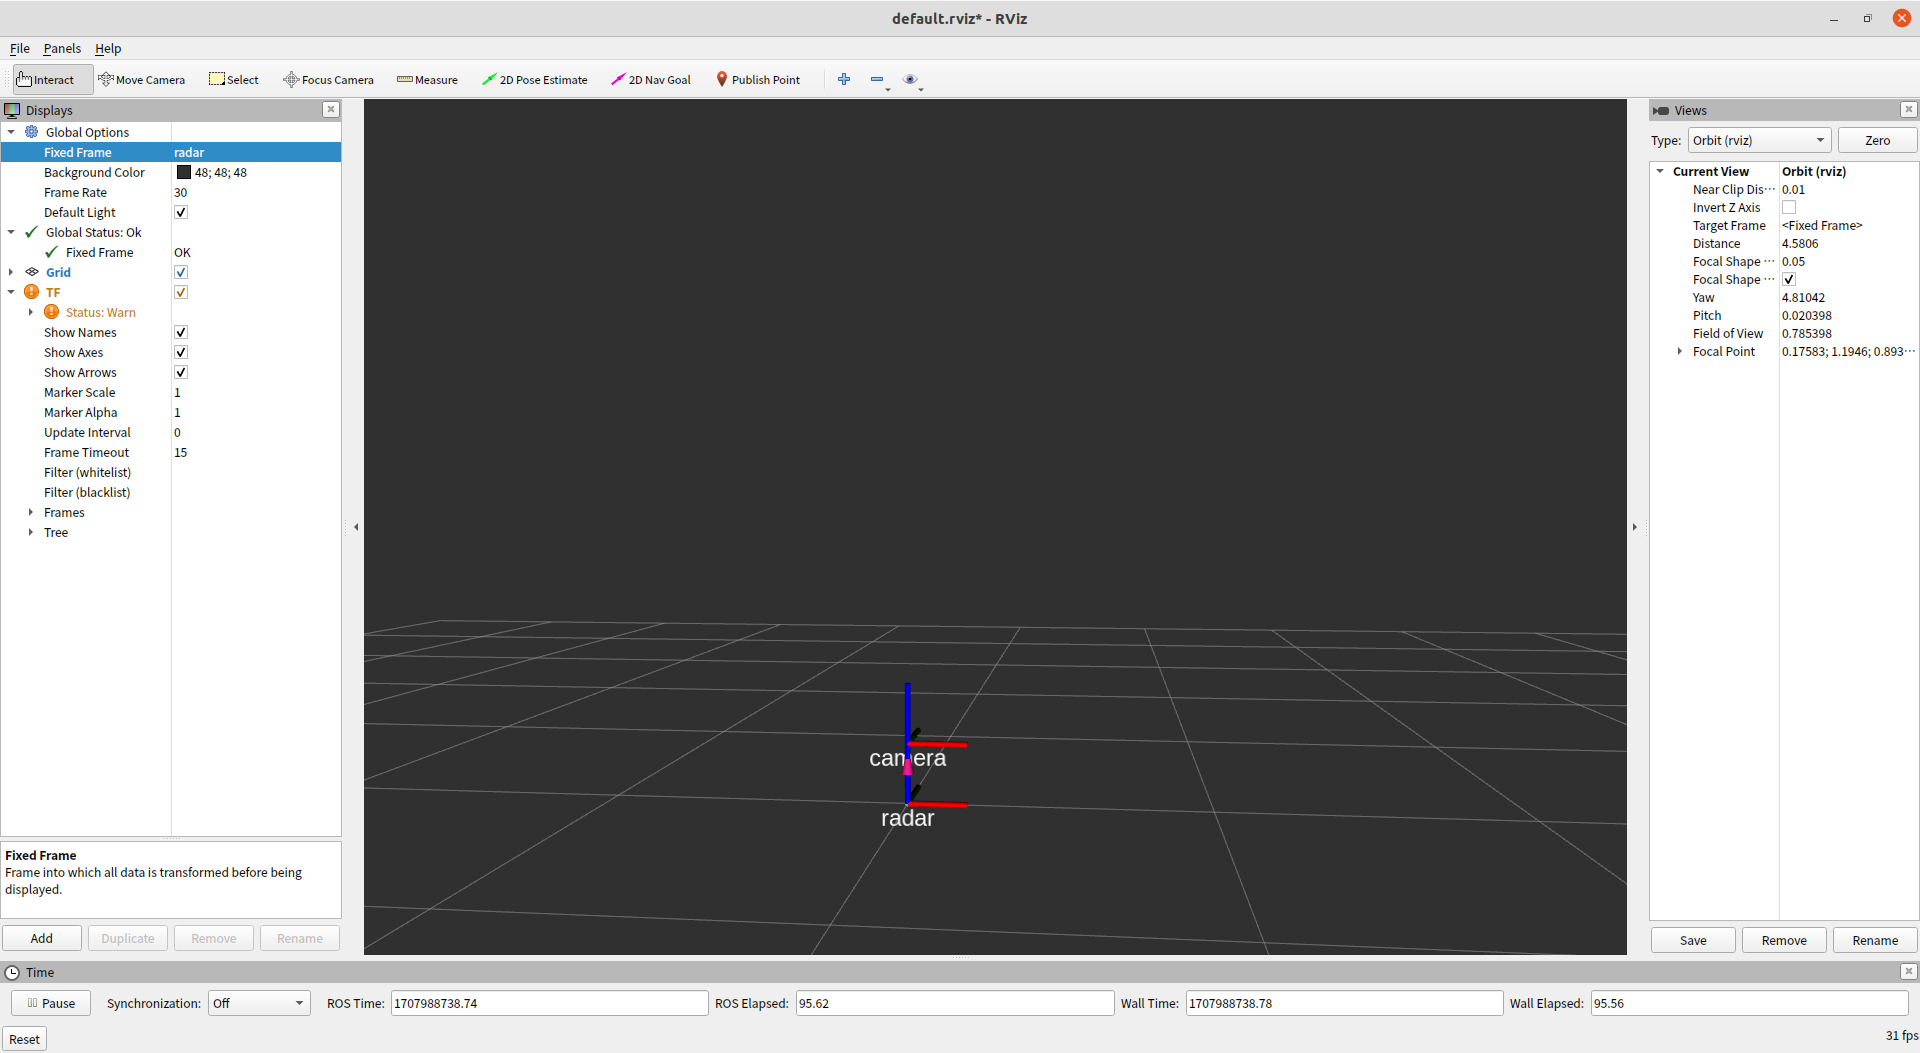 default.rviz* - RViz
File Panels Help
Interact Move Camera Select Focus Camera Measure 2D Pose Estimate 2D Nav Goal Publish Point
Displays
Global Options
Fixed Frame radar
Background Color 48; 48; 48
Frame Rate 30
Default Light
Global Status: Ok
Fixed Frame OK
Grid
TF
Status: Warn
Show Names
Show Axes
Show Arrows
Marker Scale 1
Marker Alpha 1
Update Interval 0
Frame Timeout 15
Filter (whitelist)
Filter (blacklist)
Frames
Tree
Fixed Frame
Frame into which all data is transformed before being
displayed.
Add Duplicate Remove Rename
camera
radar
Views
Type: Orbit (rviz) Zero
Current View Orbit (rviz)
Near Clip Dis··· 0.01
Invert Z Axis
Target Frame <Fixed Frame>
Distance 4.5806
Focal Shape ··· 0.05
Focal Shape ···
Yaw 4.81042
Pitch 0.020398
Field of View 0.785398
Focal Point 0.17583; 1.1946; 0.893···
Save Remove Rename
Time
Pause Synchronization: Off ROS Time: 1707988738.74 ROS Elapsed: 95.62 Wall Time: 1707988738.78 Wall Elapsed: 95.56
Reset 31 fps